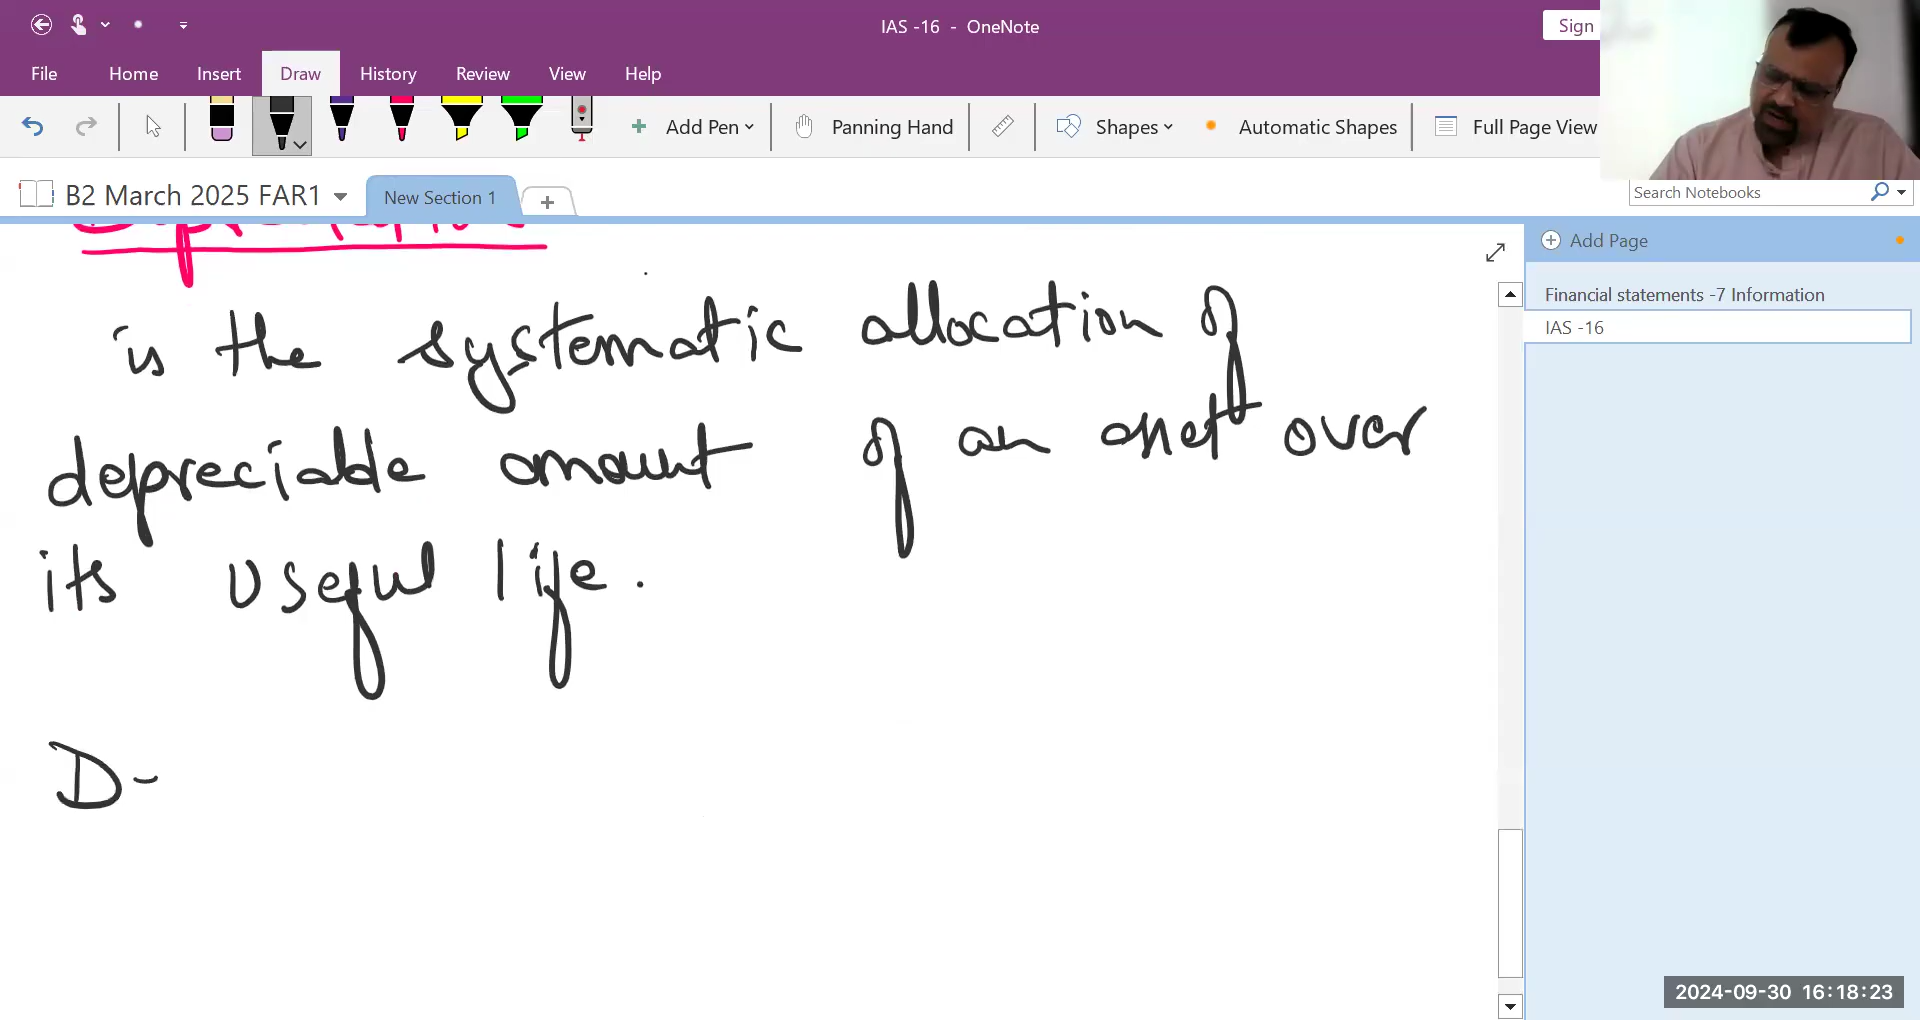 IAS -16 - OneNote
Sign
File Home Insert Draw History Review View Help
Add Pen Panning Hand Shapes Automatic Shapes Full Page View
B2 March 2025 FAR1 New Section 1
Search Notebooks
Add Page
Financial statements -7 Information
IAS -16
is the systematic allocation of
depreciable amount of an asset over
its useful life.
D-
2024-09-30 16:18:23